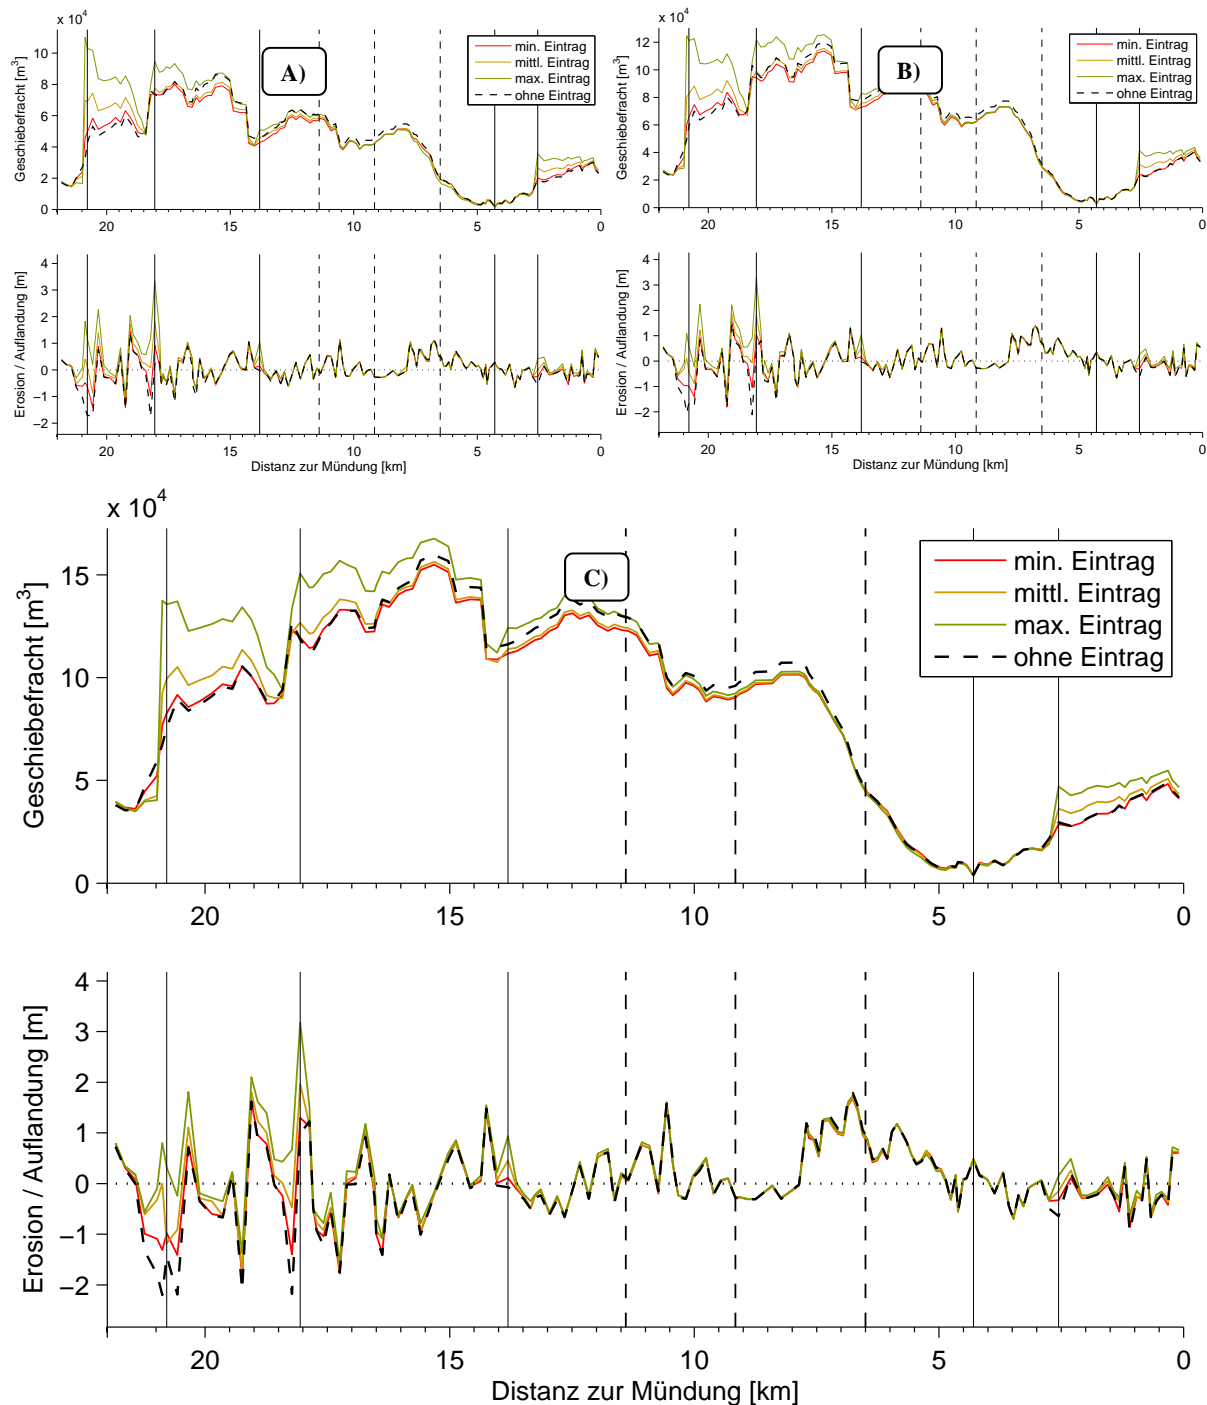 x 10^4
Geschiebefracht [m^3]
10
8
6
4
2
0
A)
min. Eintrag
mittl. Eintrag
max. Eintrag
ohne Eintrag
20
15
10
5
0
Erosion / Auflandung [m]
4
3
2
1
0
−1
−2
Distanz zur Mündung [km]
x 10^4
Geschiebefracht [m^3]
12
10
8
6
4
2
0
B)
min. Eintrag
mittl. Eintrag
max. Eintrag
ohne Eintrag
20
15
10
5
0
Erosion / Auflandung [m]
4
3
2
1
0
−1
−2
20
15
10
5
0
Distanz zur Mündung [km]
x 10^4
Geschiebefracht [m^3]
15
10
5
0
C)
min. Eintrag
mittl. Eintrag
max. Eintrag
ohne Eintrag
20
15
10
5
0
Erosion / Auflandung [m]
4
3
2
1
0
−1
−2
20
15
10
5
0
Distanz zur Mündung [km]